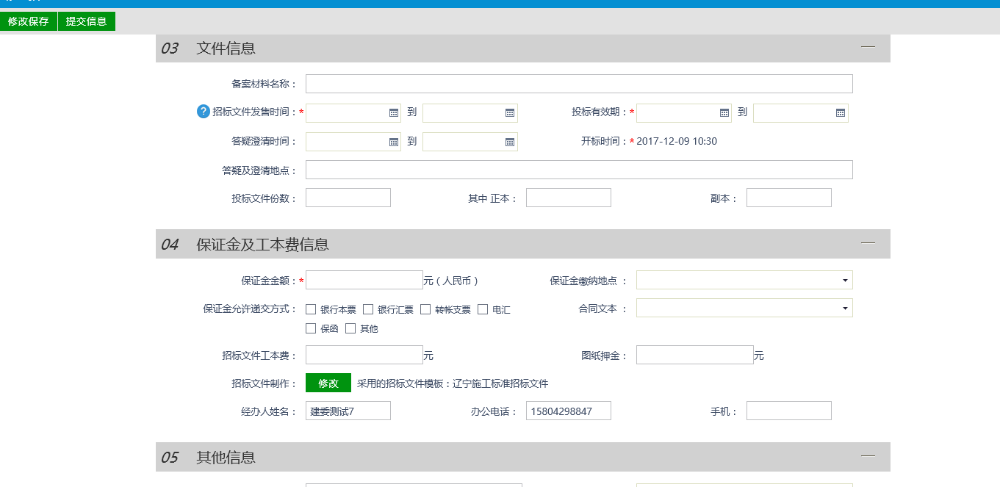 修改保存 提交信息
03 文件信息
备案材料名称：
? 招标文件发售时间：* 到 投标有效期：* 到
答疑澄清时间： 到 开标时间：* 2017-12-09 10:30
答疑及澄清地点：
投标文件份数： 其中 正本： 副本：
04 保证金及工本费信息
保证金金额：* 元（人民币） 保证金缴纳地点 ：
保证金允许递交方式： 银行本票 银行汇票 转帐支票 电汇 合同文本 ：
保函 其他
招标文件工本费： 元 图纸押金： 元
招标文件制作： 修改 采用的招标文件模板：辽宁施工标准招标文件
经办人姓名： 建委测试7 办公电话： 15804298847 手机：
05 其他信息